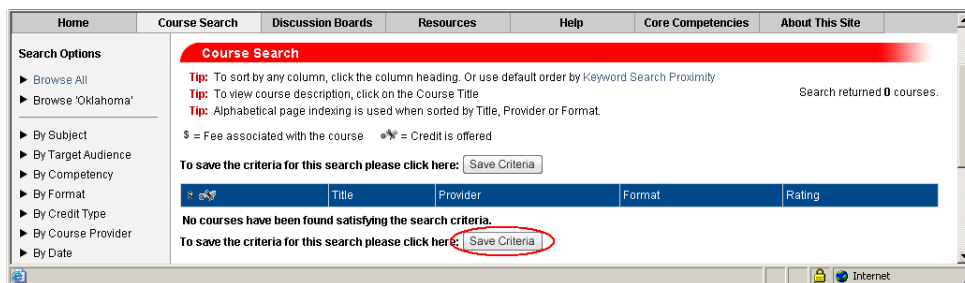 Home Course Search Discussion Boards Resources Help Core Competencies About This Site
Search Options
Browse All
Browse 'Oklahoma'
By Subject
By Target Audience
By Competency
By Format
By Credit Type
By Course Provider
By Date
Course Search
Tip: To sort by any column, click the column heading. Or use default order by Keyword Search Proximity
Tip: To view course description, click on the Course Title
Tip: Alphabetical page indexing is used when sorted by Title, Provider or Format.
Search returned 0 courses.
$ = Fee associated with the course = Credit is offered
To save the criteria for this search please click here: Save Criteria
$ Title Provider Format Rating
No courses have been found satisfying the search criteria.
To save the criteria for this search please click here: Save Criteria
Internet